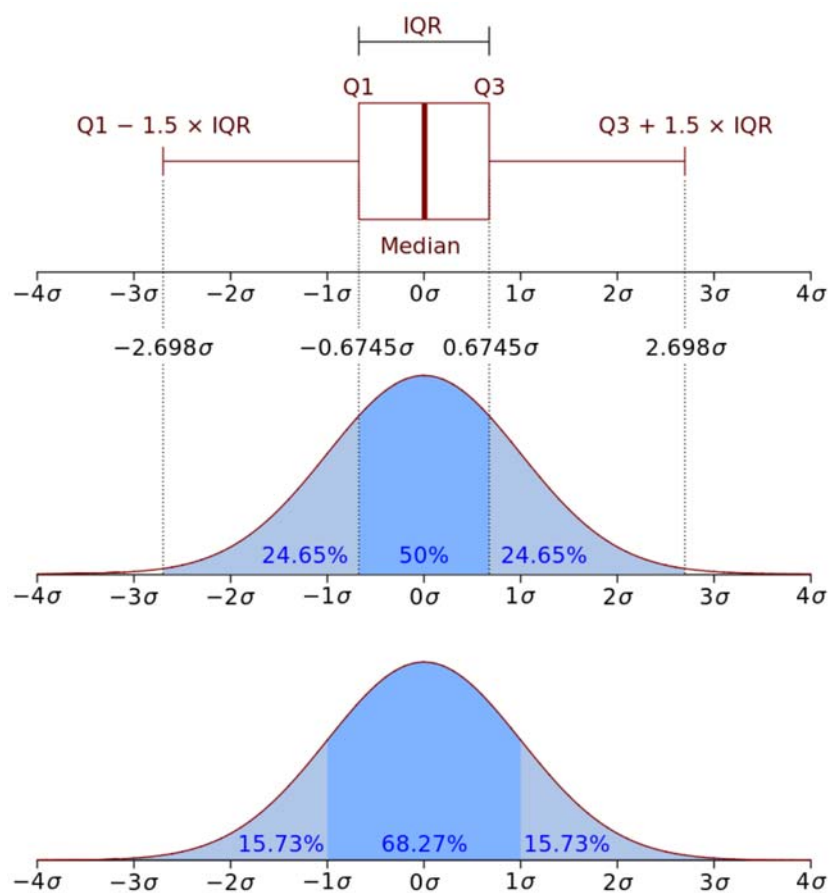 IQR
Q1 Q3
Q1 − 1.5 × IQR Q3 + 1.5 × IQR
Median
−4σ −3σ −2σ −1σ 0σ 1σ 2σ 3σ 4σ
−2.698σ −0.6745σ 0.6745σ 2.698σ
24.65% 50% 24.65%
−4σ −3σ −2σ −1σ 0σ 1σ 2σ 3σ 4σ
15.73% 68.27% 15.73%
−4σ −3σ −2σ −1σ 0σ 1σ 2σ 3σ 4σ